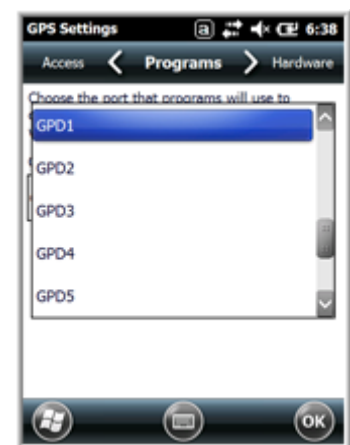 GPS Settings a 6:38
Access Programs Hardware
Choose the port that programs will use to
GPD1
GPD2
GPD3
GPD4
GPD5
OK